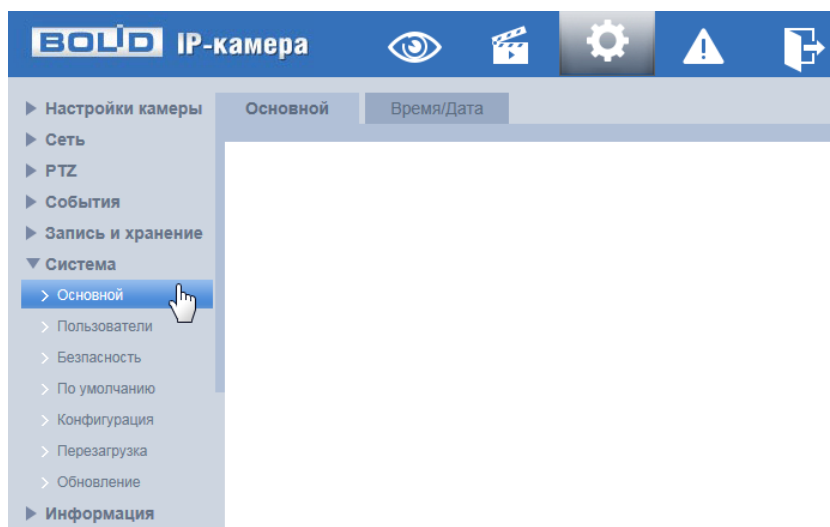 BOLID IP-камера
Настройки камеры
Сеть
PTZ
События
Запись и хранение
Система
Основной
Пользователи
Безпасность
По умолчанию
Конфигурация
Перезагрузка
Обновление
Информация
Основной
Время/Дата